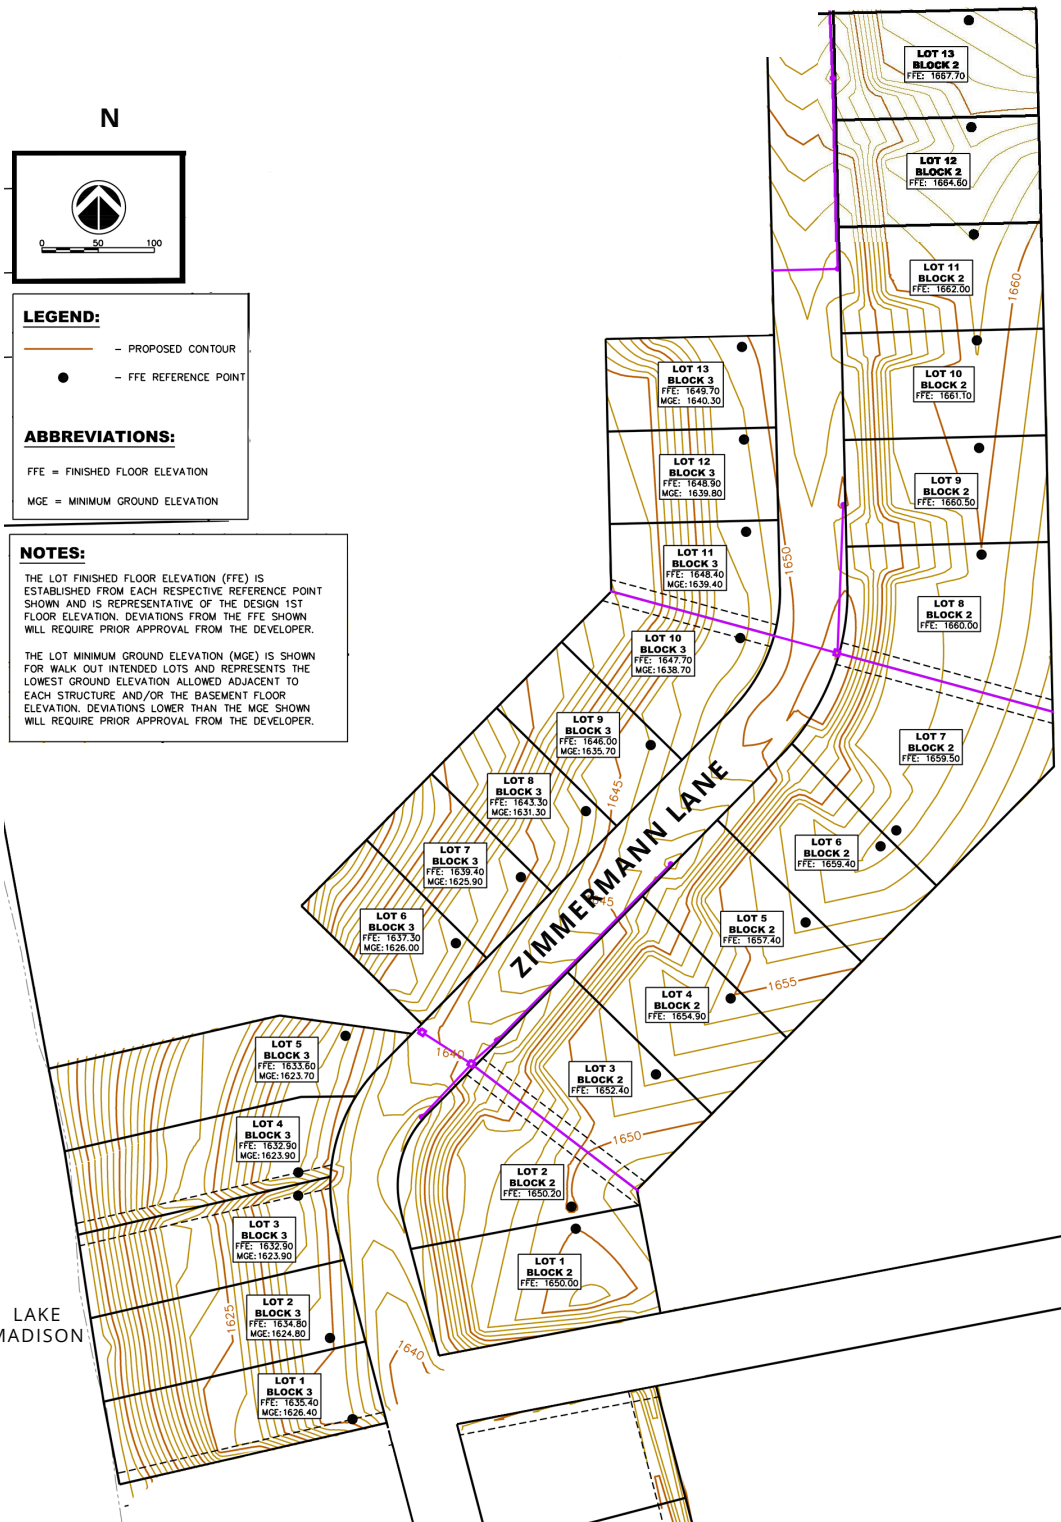 N
0 50 100
LEGEND:
– PROPOSED CONTOUR
– FFE REFERENCE POINT
ABBREVIATIONS:
FFE = FINISHED FLOOR ELEVATION
MGE = MINIMUM GROUND ELEVATION
NOTES:
THE LOT FINISHED FLOOR ELEVATION (FFE) IS
ESTABLISHED FROM EACH RESPECTIVE REFERENCE POINT
SHOWN AND IS REPRESENTATIVE OF THE DESIGN 1ST
FLOOR ELEVATION. DEVIATIONS FROM THE FFE SHOWN
WILL REQUIRE PRIOR APPROVAL FROM THE DEVELOPER.
THE LOT MINIMUM GROUND ELEVATION (MGE) IS SHOWN
FOR WALK OUT INTENDED LOTS AND REPRESENTS THE
LOWEST GROUND ELEVATION ALLOWED ADJACENT TO
EACH STRUCTURE AND/OR THE BASEMENT FLOOR
ELEVATION. DEVIATIONS LOWER THAN THE MGE SHOWN
WILL REQUIRE PRIOR APPROVAL FROM THE DEVELOPER.
LOT 13
BLOCK 2
FFE: 1667.70
LOT 12
BLOCK 2
FFE: 1664.60
LOT 11
BLOCK 2
FFE: 1662.00
1660
LOT 10
BLOCK 2
FFE: 1661.10
LOT 9
BLOCK 2
FFE: 1660.50
LOT 8
BLOCK 2
FFE: 1660.00
LOT 7
BLOCK 2
FFE: 1659.50
LOT 6
BLOCK 2
FFE: 1659.40
LOT 5
BLOCK 2
FFE: 1657.40
LOT 4
BLOCK 2
FFE: 1654.90
1655
LOT 3
BLOCK 2
FFE: 1652.40
1650
LOT 2
BLOCK 2
FFE: 1650.20
LOT 1
BLOCK 2
FFE: 1650.00
LOT 13
BLOCK 3
FFE: 1649.70
MGE: 1640.30
LOT 12
BLOCK 3
FFE: 1648.90
MGE: 1639.80
LOT 11
BLOCK 3
FFE: 1648.40
MGE: 1639.40
1650
LOT 10
BLOCK 3
FFE: 1647.70
MGE: 1638.70
LOT 9
BLOCK 3
FFE: 1646.00
MGE: 1635.70
LOT 8
BLOCK 3
FFE: 1643.30
MGE: 1631.30
1645
LOT 7
BLOCK 3
FFE: 1639.40
MGE: 1625.90
LOT 6
BLOCK 3
FFE: 1637.30
MGE: 1626.00
ZIMMERMANN LANE
1640
LOT 5
BLOCK 3
FFE: 1633.60
MGE: 1623.70
LOT 4
BLOCK 3
FFE: 1632.90
MGE: 1623.90
LOT 3
BLOCK 3
FFE: 1632.90
MGE: 1623.90
LOT 2
BLOCK 3
FFE: 1634.80
MGE: 1624.80
1625
LOT 1
BLOCK 3
FFE: 1635.40
MGE: 1626.40
1640
LAKE
MADISON